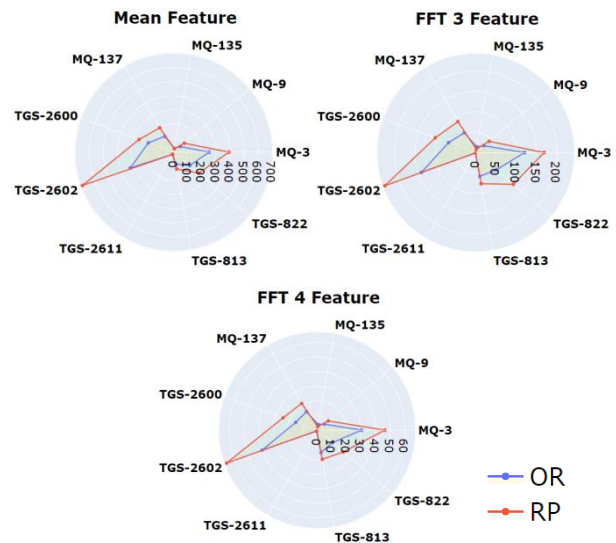 Mean Feature
MQ-135
MQ-137
MQ-9
TGS-2600
MQ-3
0 100 200 300 400 500 600 700
TGS-2602
TGS-822
TGS-2611
TGS-813
FFT 3 Feature
MQ-135
MQ-137
MQ-9
TGS-2600
MQ-3
0 50 100 150 200
TGS-2602
TGS-822
TGS-2611
TGS-813
FFT 4 Feature
MQ-135
MQ-137
MQ-9
TGS-2600
MQ-3
0 10 20 30 40 50 60
TGS-2602
TGS-822
TGS-2611
TGS-813
OR
RP